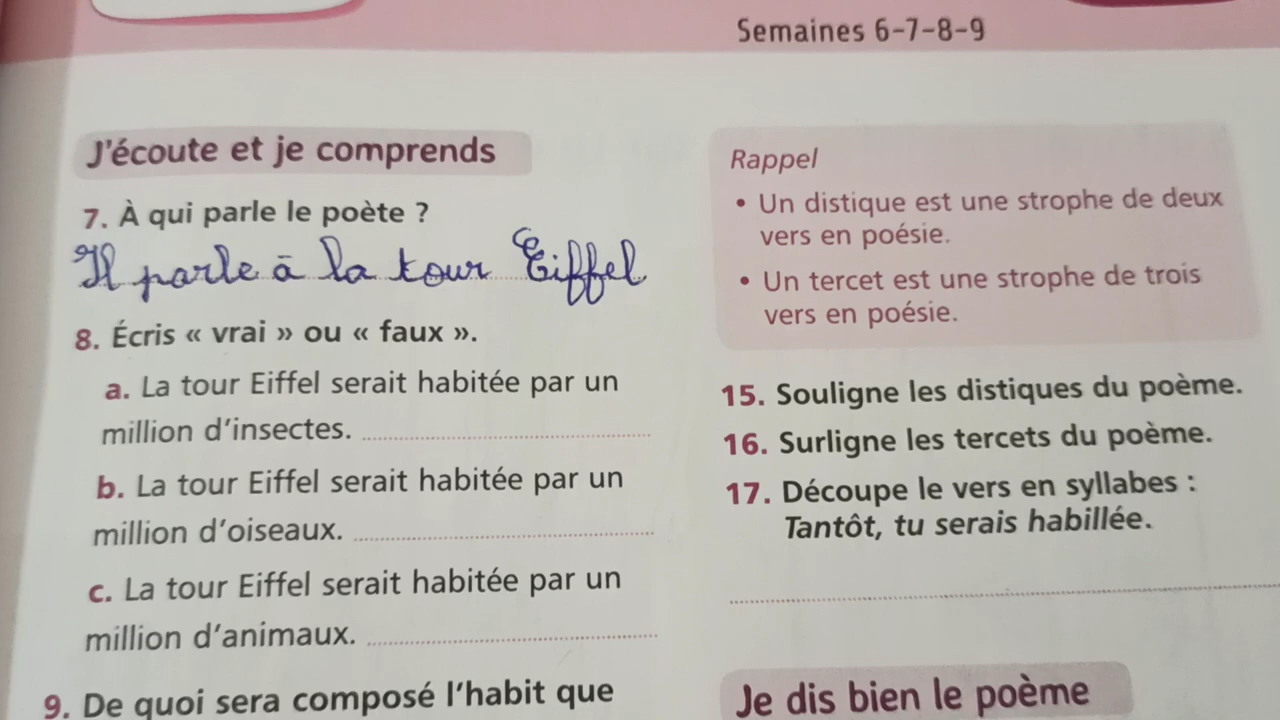 Semaines 6-7-8-9
J'écoute et je comprends
7. À qui parle le poète ?
Il parle à la tour Eiffel
8. Écris « vrai » ou « faux ».
a. La tour Eiffel serait habitée par un
million d'insectes.
b. La tour Eiffel serait habitée par un
million d'oiseaux.
c. La tour Eiffel serait habitée par un
million d'animaux.
9. De quoi sera composé l'habit que
Rappel
• Un distique est une strophe de deux
vers en poésie.
• Un tercet est une strophe de trois
vers en poésie.
15. Souligne les distiques du poème.
16. Surligne les tercets du poème.
17. Découpe le vers en syllabes :
Tantôt, tu serais habillée.
Je dis bien le poème